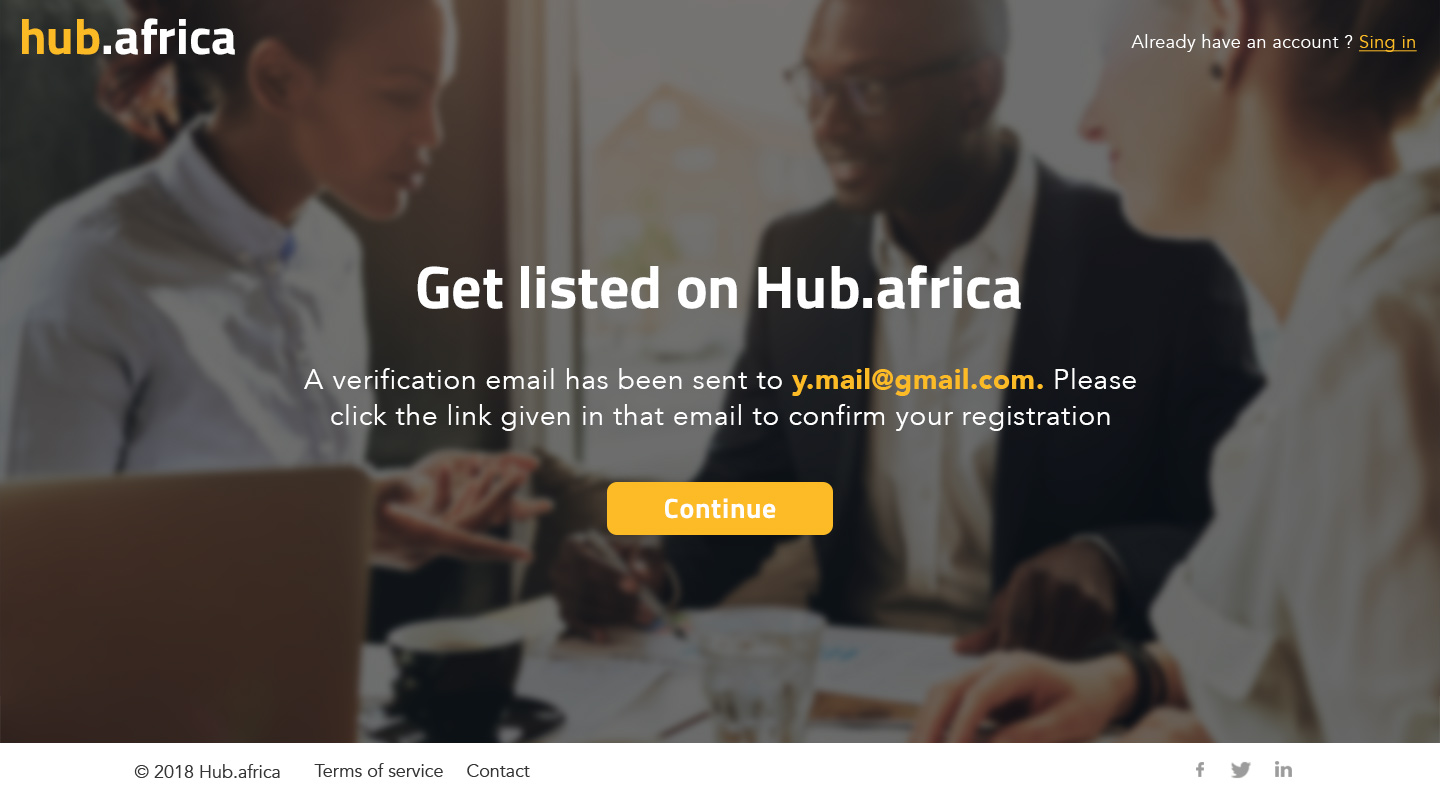 hub.africa
Already have an account ? Sing in
Get listed on Hub.africa
A verification email has been sent to y.mail@gmail.com. Please
click the link given in that email to confirm your registration
Continue
© 2018 Hub.africa Terms of service Contact